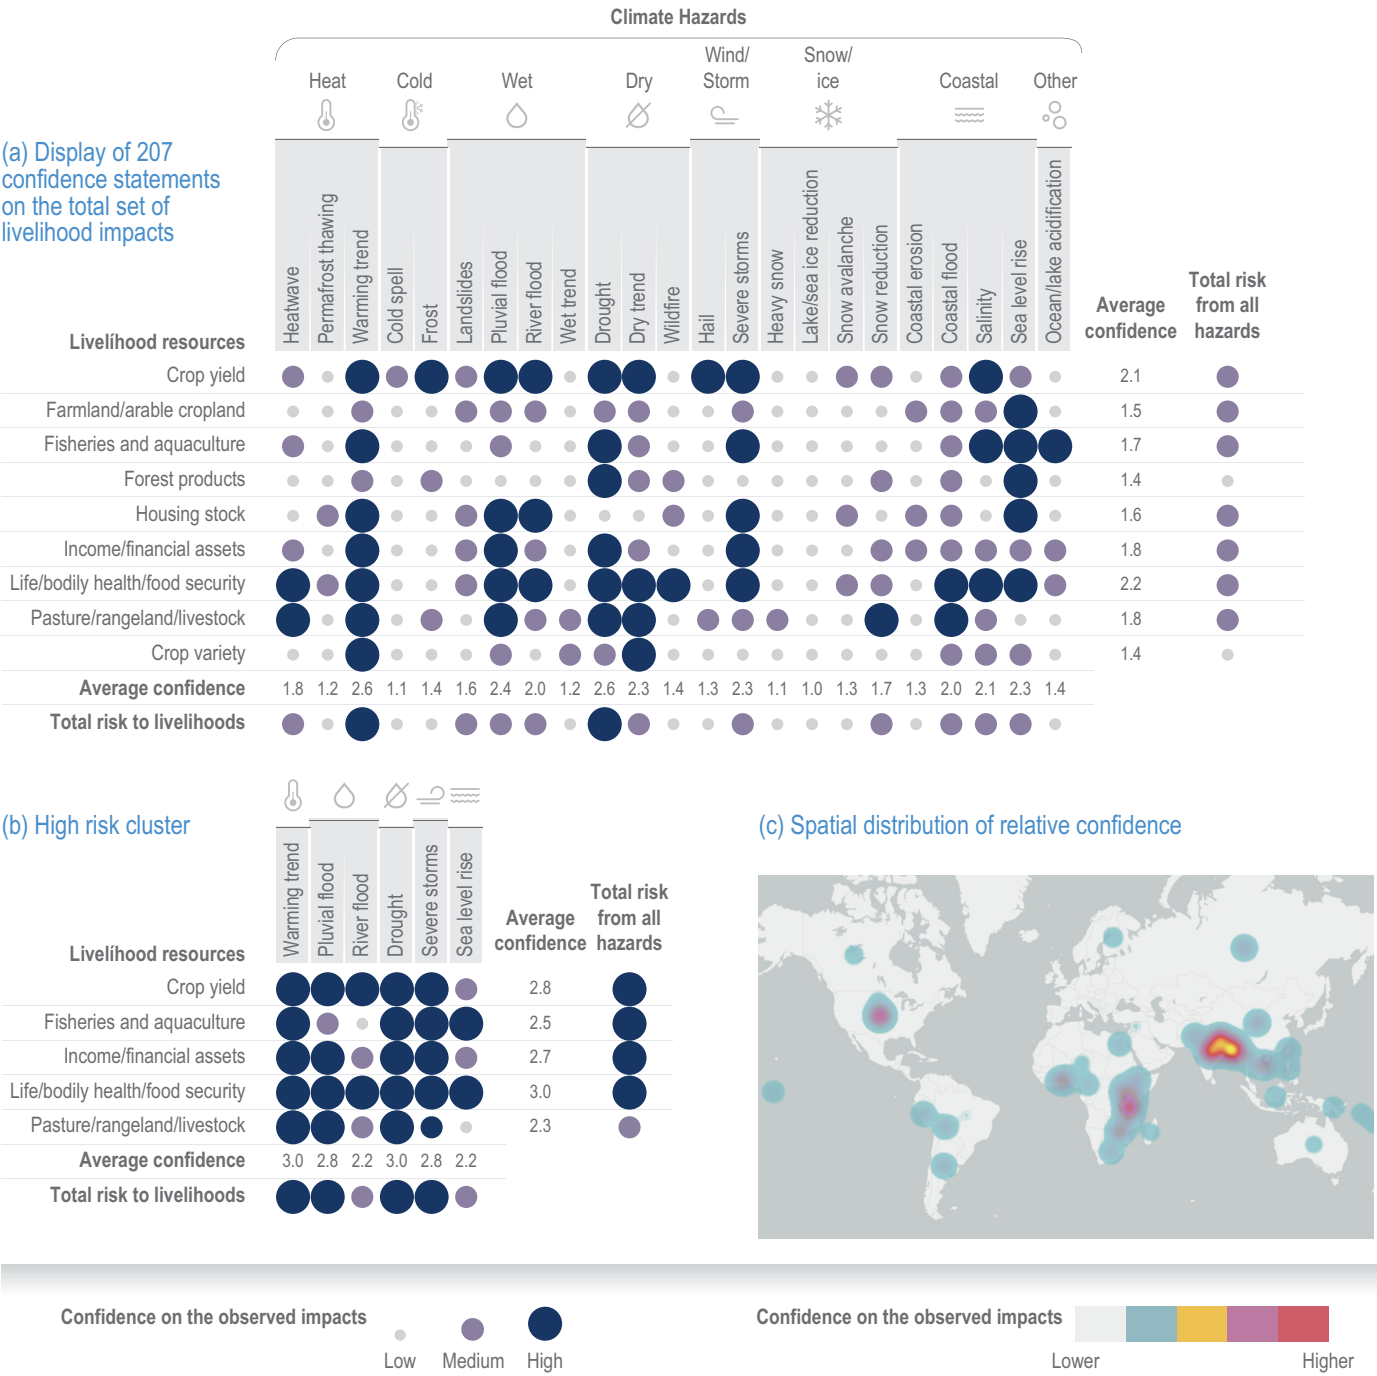 Climate Hazards
Heat
Cold
Wet
Dry
Wind/
Storm
Snow/
ice
Coastal
Other
(a) Display of 207
confidence statements
on the total set of
livelihood impacts
Heatwave
Permafrost thawing
Warming trend
Cold spell
Frost
Landslides
Pluvial flood
River flood
Wet trend
Drought
Dry trend
Wildfire
Hail
Severe storms
Heavy snow
Lake/sea ice reduction
Snow avalanche
Snow reduction
Coastal erosion
Coastal flood
Salinity
Sea level rise
Ocean/lake acidification
Average
confidence
Total risk
from all
hazards
Livelíhood resources
Crop yield 2.1
Farmland/arable cropland 1.5
Fisheries and aquaculture 1.7
Forest products 1.4
Housing stock 1.6
Income/financial assets 1.8
Life/bodily health/food security 2.2
Pasture/rangeland/livestock 1.8
Crop variety 1.4
Average confidence 1.8 1.2 2.6 1.1 1.4 1.6 2.4 2.0 1.2 2.6 2.3 1.4 1.3 2.3 1.1 1.0 1.3 1.7 1.3 2.0 2.1 2.3 1.4
Total risk to livelihoods
(b) High risk cluster
Warming trend
Pluvial flood
River flood
Drought
Severe storms
Sea level rise
Average
confidence
Total risk
from all
hazards
Livelíhood resources
Crop yield 2.8
Fisheries and aquaculture 2.5
Income/financial assets 2.7
Life/bodily health/food security 3.0
Pasture/rangeland/livestock 2.3
Average confidence 3.0 2.8 2.2 3.0 2.8 2.2
Total risk to livelihoods
(c) Spatial distribution of relative confidence
Confidence on the observed impacts
Low Medium High
Confidence on the observed impacts
Lower Higher